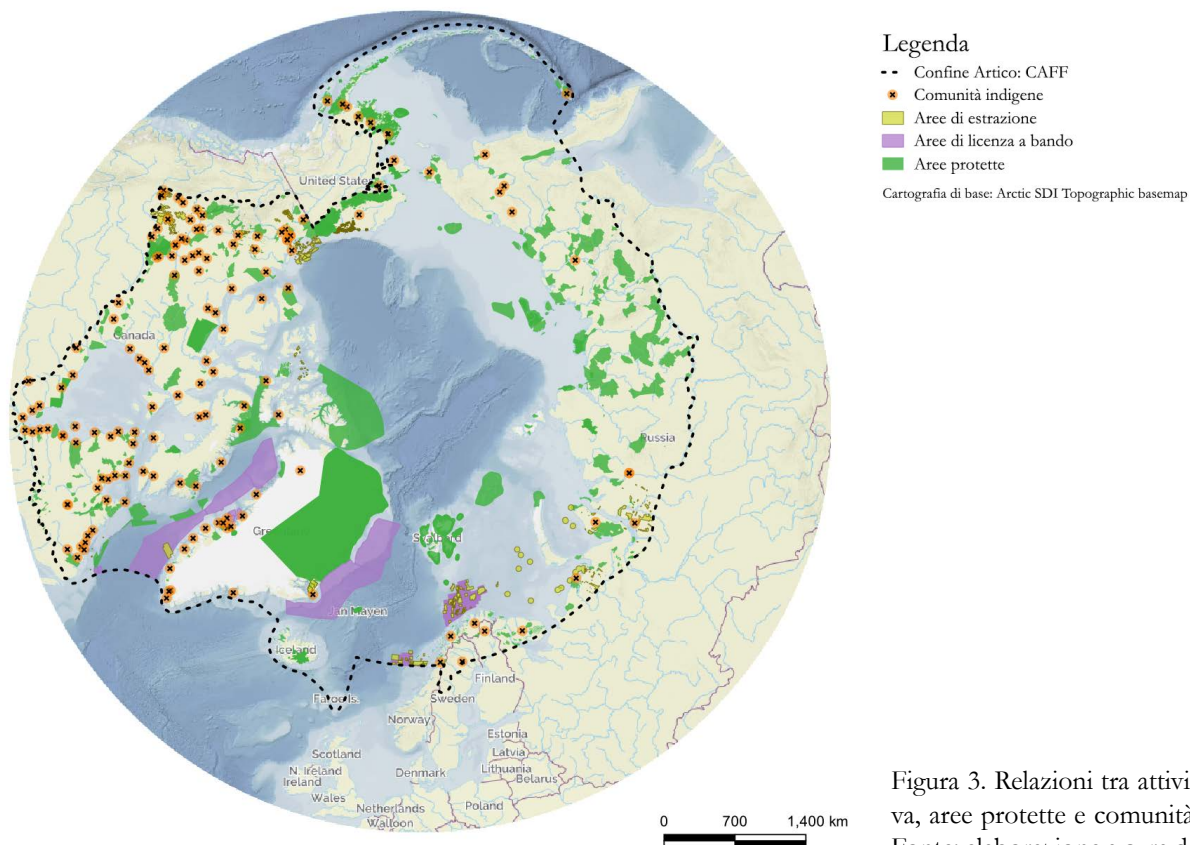 Legenda
Confine Artico: CAFF
Comunità indigene
Aree di estrazione
Aree di licenza a bando
Aree protette
Cartografia di base: Arctic SDI Topographic basemap
United State
Canada
Russia
Svalbard
Jan Mayen
Iceland
Faroe Is.
Finland
Sweden
Norway
Estonia
Scotland
Latvia
N. Ireland
Denmark
Lithuania
Ireland
Belarus
Wales
Poland
Netherlands
Walloon
0 700 1,400 km
Figura 3. Relazioni tra attivi
va, aree protette e comunità